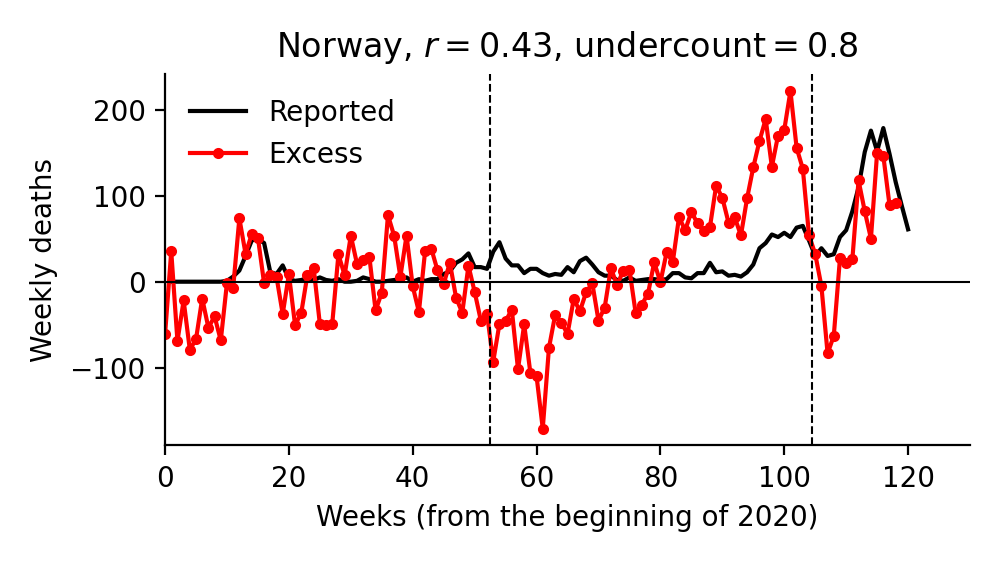 Norway, r = 0.43, undercount = 0.8
Reported
Excess
Weekly deaths
200
100
0
−100
0 20 40 60 80 100 120
Weeks (from the beginning of 2020)